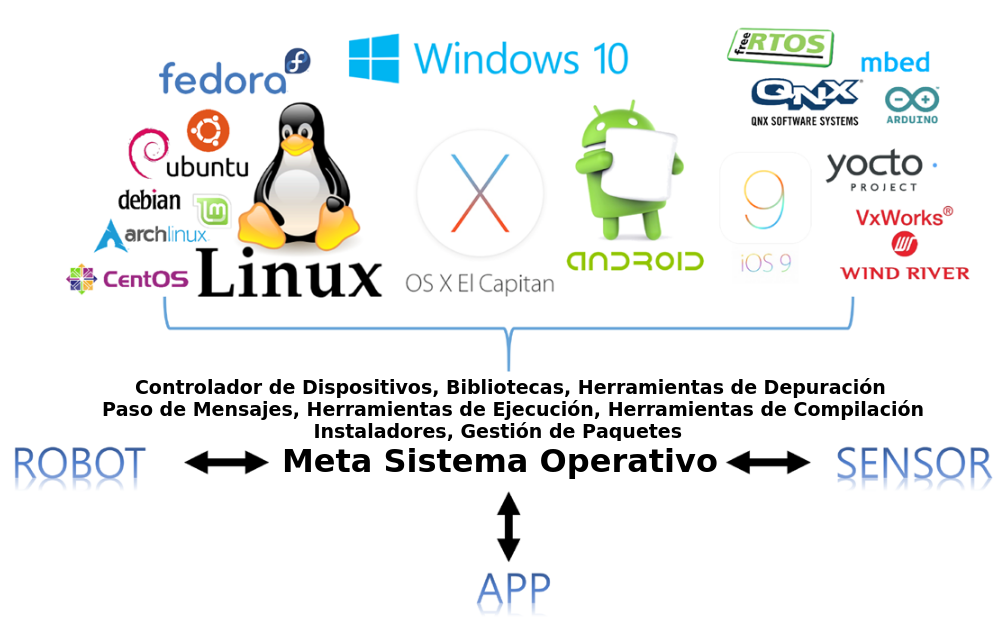 fedora
Windows 10
free RTOS
mbed
QNX
QNX SOFTWARE SYSTEMS
ARDUINO
ubuntu
debian
archlinux
CentOS
Linux
OS X El Capitan
ANDROID
9
iOS 9
yocto
PROJECT
VxWorks®
WIND RIVER
Controlador de Dispositivos, Bibliotecas, Herramientas de Depuración
Paso de Mensajes, Herramientas de Ejecución, Herramientas de Compilación
Instaladores, Gestión de Paquetes
ROBOT
Meta Sistema Operativo
SENSOR
APP